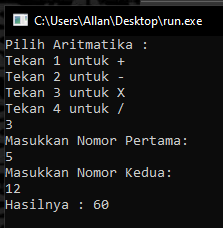 C:\Users\Allan\Desktop\run.exe
Pilih Aritmatika :
Tekan 1 untuk +
Tekan 2 untuk -
Tekan 3 untuk X
Tekan 4 untuk /
3
Masukkan Nomor Pertama:
5
Masukkan Nomor Kedua:
12
Hasilnya : 60